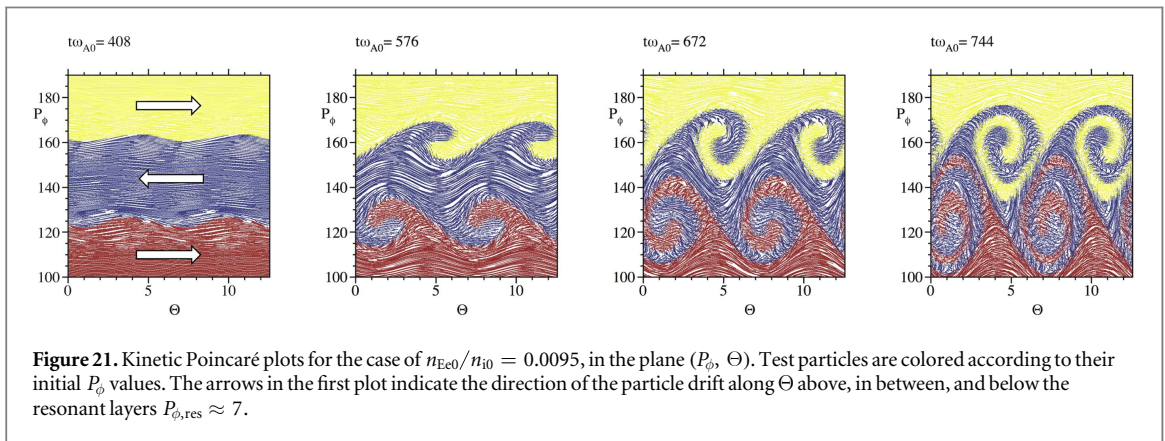 tω_A0 = 408
tω_A0 = 576
tω_A0 = 672
tω_A0 = 744
P_ϕ
180
160
140
120
100
0 5 10
Θ
P_ϕ
180
160
140
120
100
0 5 10
Θ
P_ϕ
180
160
140
120
100
0 5 10
Θ
P_ϕ
180
160
140
120
100
0 5 10
Θ
Figure 21. Kinetic Poincaré plots for the case of n_Ee0/n_i0 = 0.0095, in the plane (P_ϕ, Θ). Test particles are colored according to their
initial P_ϕ values. The arrows in the first plot indicate the direction of the particle drift along Θ above, in between, and below the
resonant layers P_ϕ,res ≈ 7.